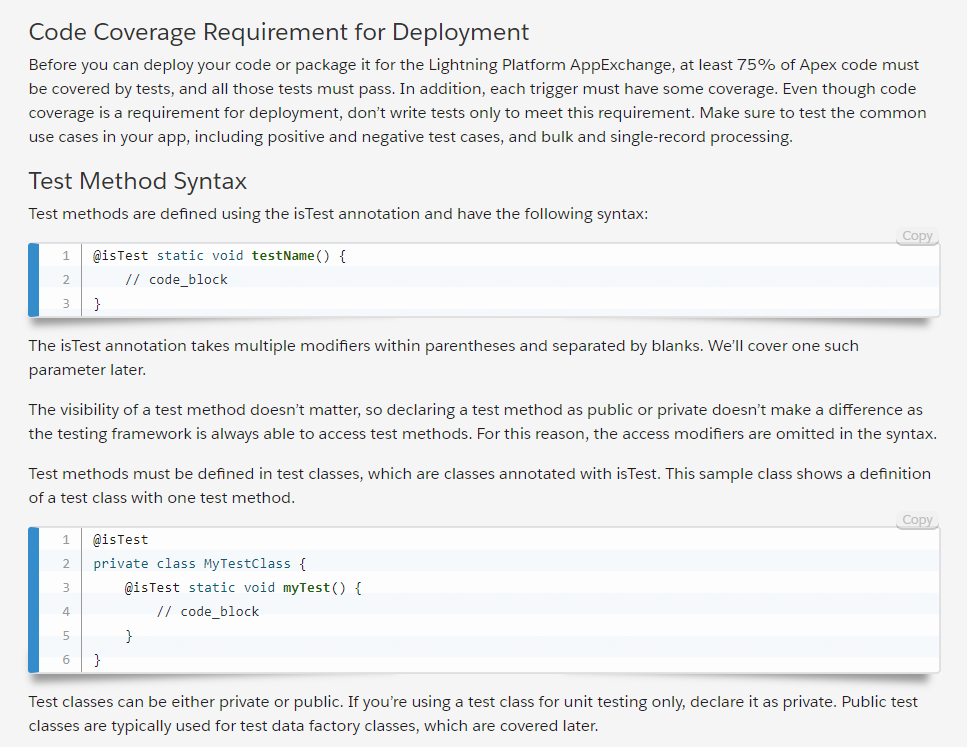 Code Coverage Requirement for Deployment
Before you can deploy your code or package it for the Lightning Platform AppExchange, at least 75% of Apex code must
be covered by tests, and all those tests must pass. In addition, each trigger must have some coverage. Even though code
coverage is a requirement for deployment, don’t write tests only to meet this requirement. Make sure to test the common
use cases in your app, including positive and negative test cases, and bulk and single-record processing.
Test Method Syntax
Test methods are defined using the isTest annotation and have the following syntax:
Copy
1 @isTest static void testName() {
2     // code_block
3 }
The isTest annotation takes multiple modifiers within parentheses and separated by blanks. We’ll cover one such
parameter later.
The visibility of a test method doesn’t matter, so declaring a test method as public or private doesn’t make a difference as
the testing framework is always able to access test methods. For this reason, the access modifiers are omitted in the syntax.
Test methods must be defined in test classes, which are classes annotated with isTest. This sample class shows a definition
of a test class with one test method.
Copy
1 @isTest
2 private class MyTestClass {
3     @isTest static void myTest() {
4         // code_block
5     }
6 }
Test classes can be either private or public. If you’re using a test class for unit testing only, declare it as private. Public test
classes are typically used for test data factory classes, which are covered later.